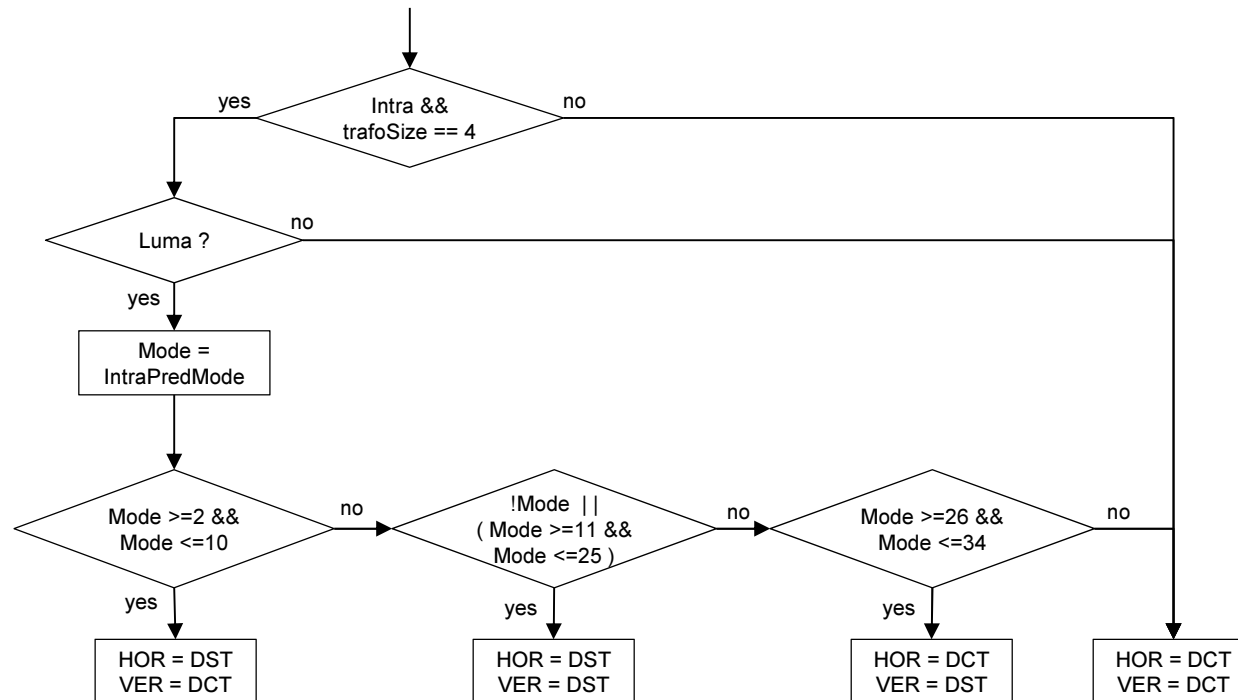 yes
Intra &&
trafoSize == 4
no
Luma ?
no
yes
Mode =
IntraPredMode
Mode >=2 &&
Mode <=10
no
!Mode ||
( Mode >=11 &&
Mode <=25 )
no
Mode >=26 &&
Mode <=34
no
yes
yes
yes
HOR = DST
VER = DCT
HOR = DST
VER = DST
HOR = DCT
VER = DST
HOR = DCT
VER = DCT